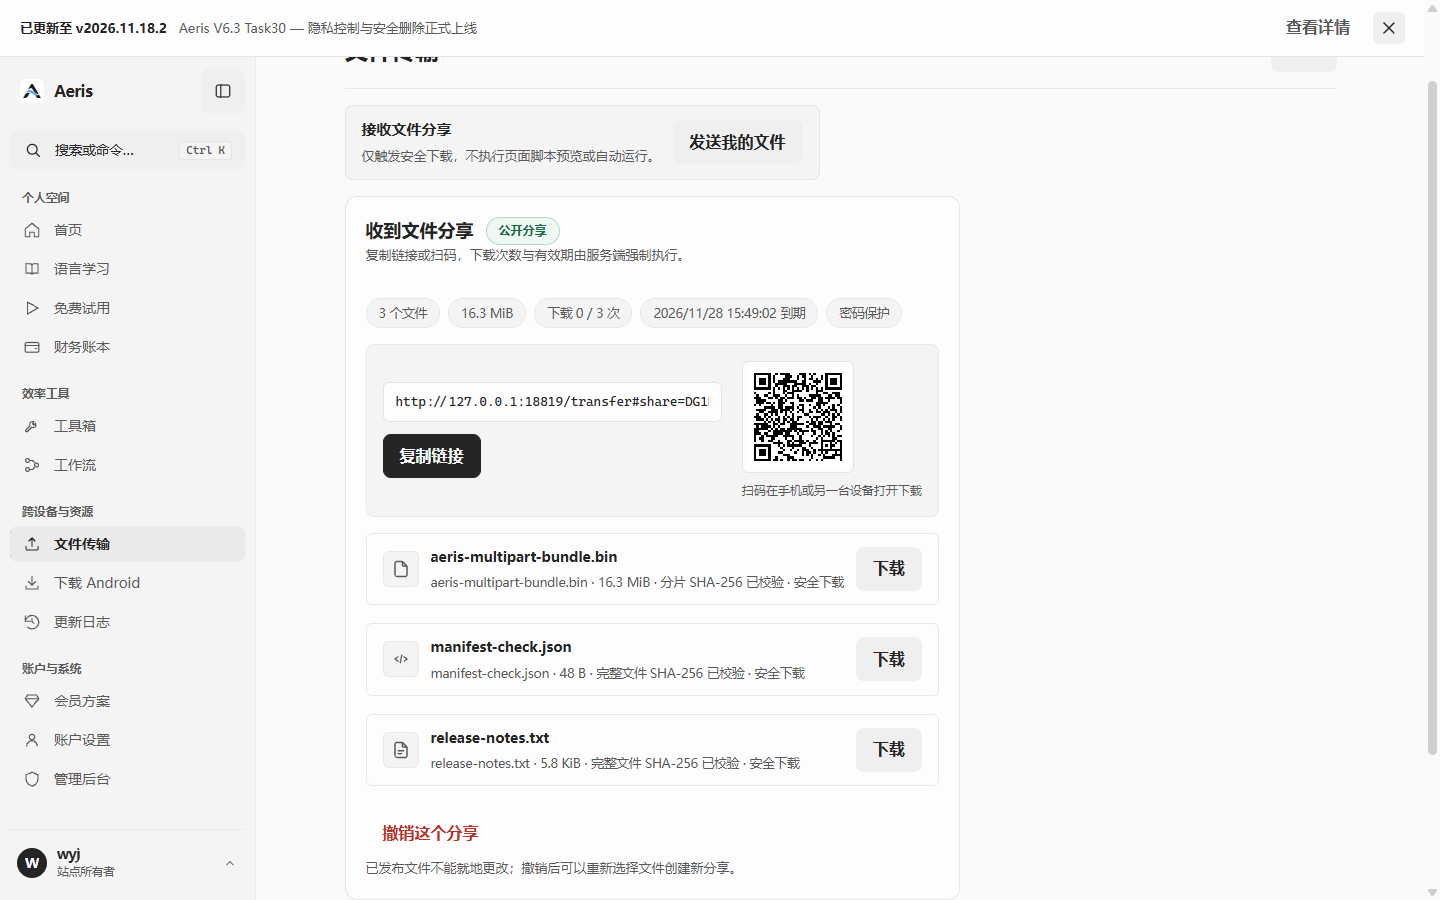 已更新至 v2026.11.18.2 Aeris V6.3 Task30 — 隐私控制与安全删除正式上线 查看详情
Aeris
搜索或命令... Ctrl K
个人空间
首页
语言学习
免费试用
财务账本
效率工具
工具箱
工作流
跨设备与资源
文件传输
下载 Android
更新日志
账户与系统
会员方案
账户设置
管理后台
W wyj
站点所有者
文件传输
接收文件分享
仅触发安全下载，不执行页面脚本预览或自动运行。
发送我的文件
收到文件分享 公开分享
复制链接或扫码，下载次数与有效期由服务端强制执行。
3 个文件 16.3 MiB 下载 0 / 3 次 2026/11/28 15:49:02 到期 密码保护
http://127.0.0.1:18819/transfer#share=DG1
复制链接
扫码在手机或另一台设备打开下载
aeris-multipart-bundle.bin
aeris-multipart-bundle.bin · 16.3 MiB · 分片 SHA-256 已校验 · 安全下载
下载
manifest-check.json
manifest-check.json · 48 B · 完整文件 SHA-256 已校验 · 安全下载
下载
release-notes.txt
release-notes.txt · 5.8 KiB · 完整文件 SHA-256 已校验 · 安全下载
下载
撤销这个分享
已发布文件不能就地更改；撤销后可以重新选择文件创建新分享。